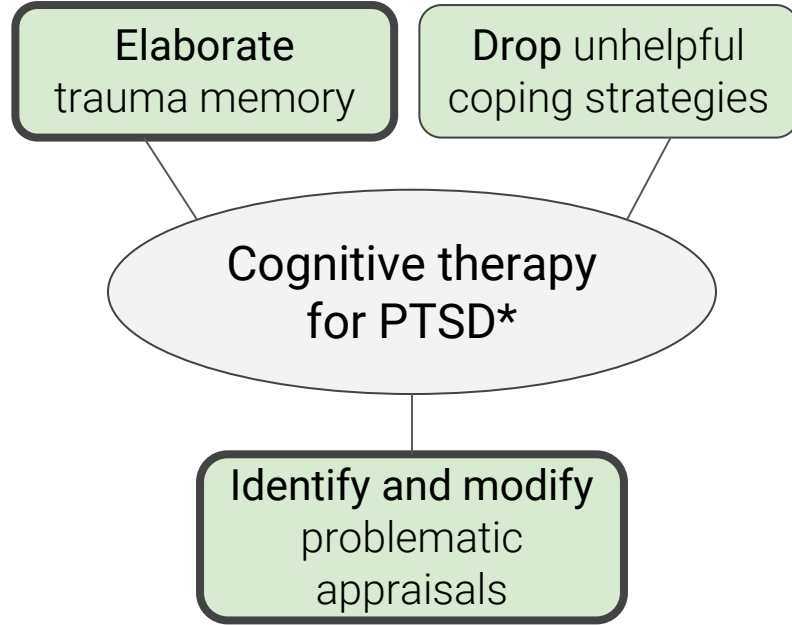 Elaborate
trauma memory
Drop unhelpful
coping strategies
Cognitive therapy
for PTSD*
Identify and modify
problematic
appraisals